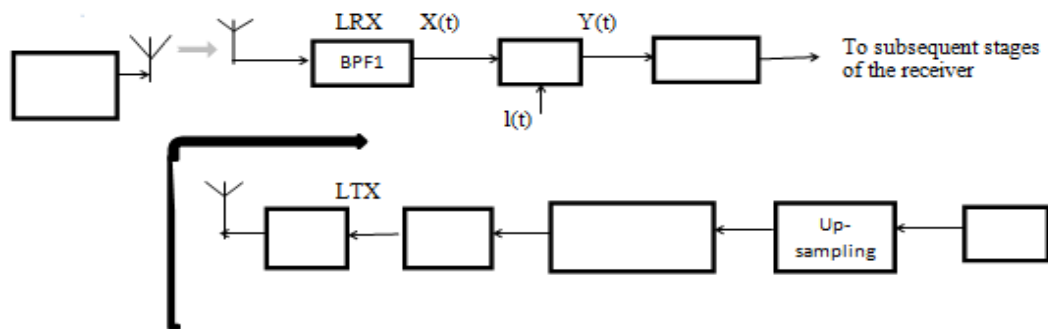 LRX X(t) Y(t)
BPF1
To subsequent stages
of the receiver
l(t)
LTX
Up-
sampling